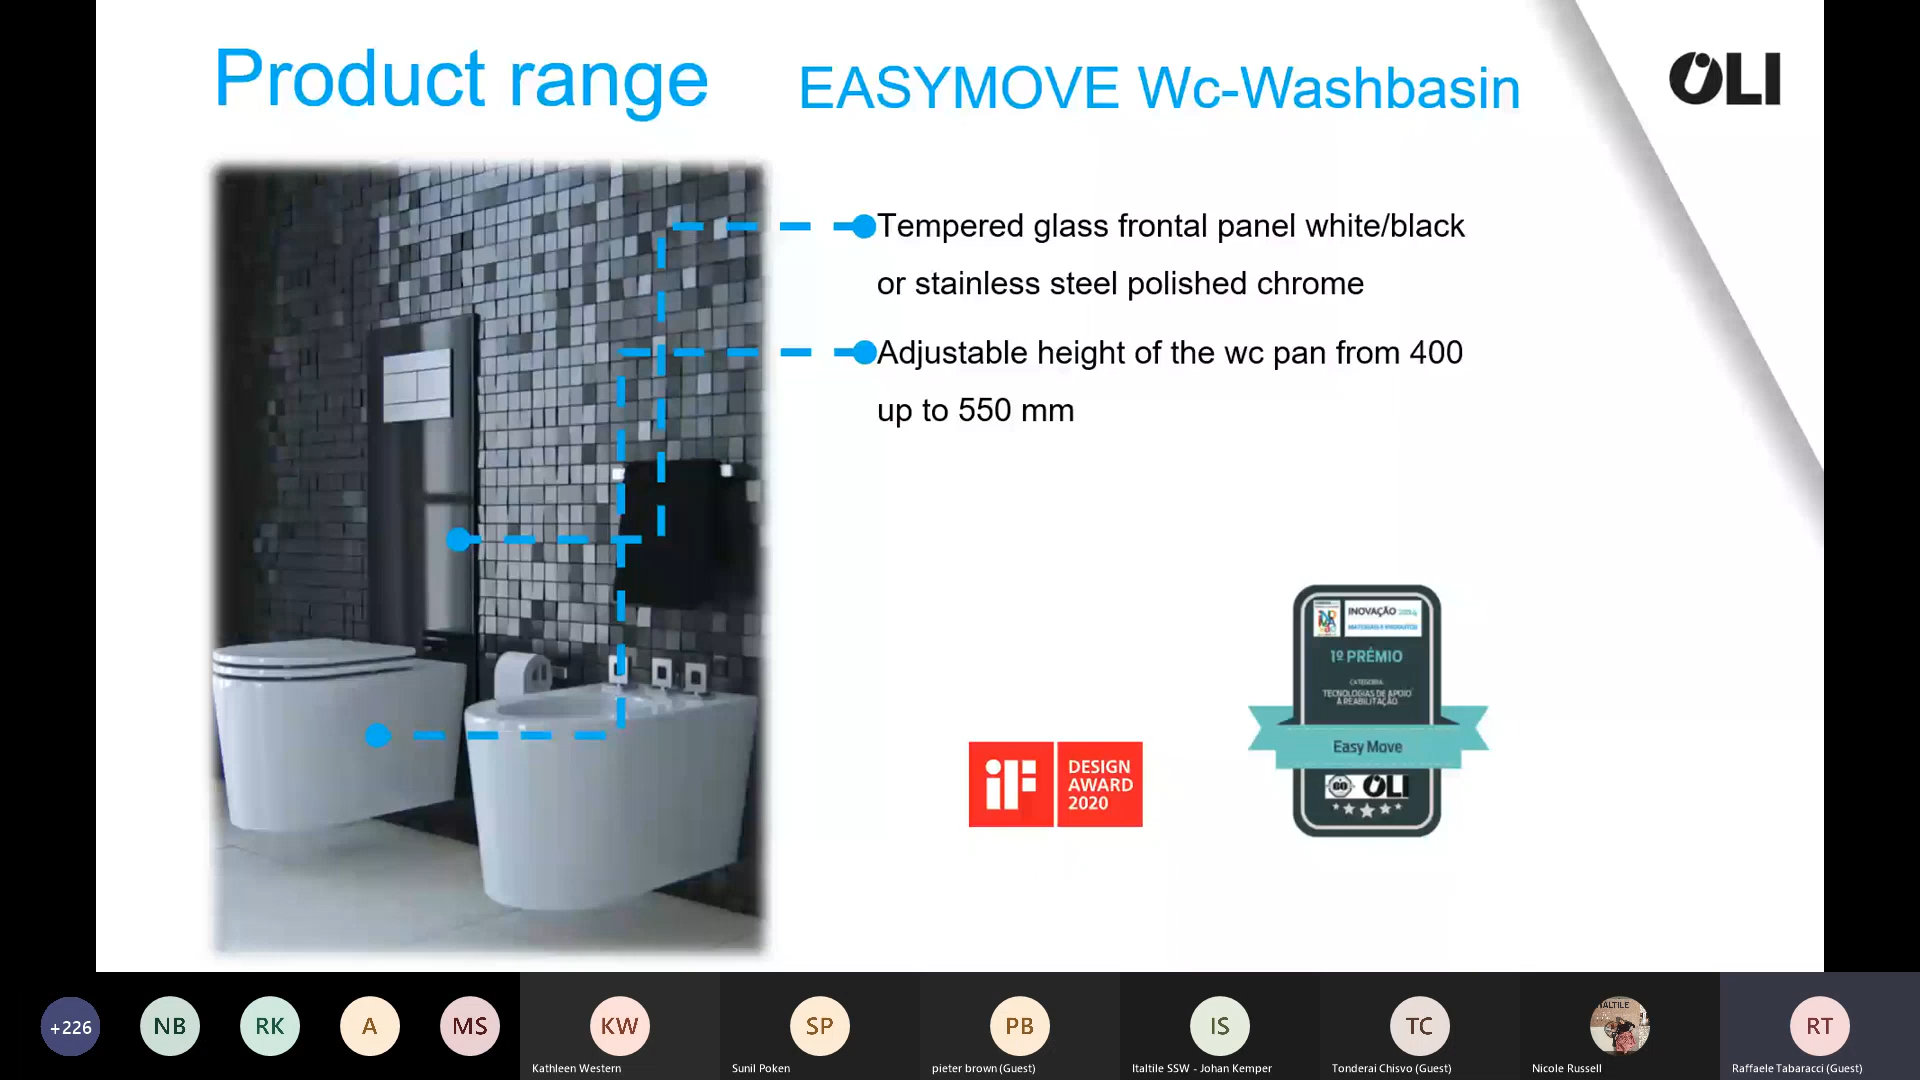 Product range
EASYMOVE Wc-Washbasin
OLI
Tempered glass frontal panel white/black
or stainless steel polished chrome
Adjustable height of the wc pan from 400
up to 550 mm
iF
DESIGN
AWARD
2020
INOVAÇÃO
MATERIAIS E PRODUTOS
1º PRÉMIO
CATEGORIA
TECNOLOGIAS DE APOIO
À REABILITAÇÃO
Easy Move
60
OLI
+226
NB
RK
A
MS
KW
SP
PB
IS
TC
RT
Kathleen Western
Sunil Poken
pieter brown (Guest)
Italtile SSW - Johan Kemper
Tonderai Chisvo (Guest)
Nicole Russell
Raffaele Tabaracci (Guest)